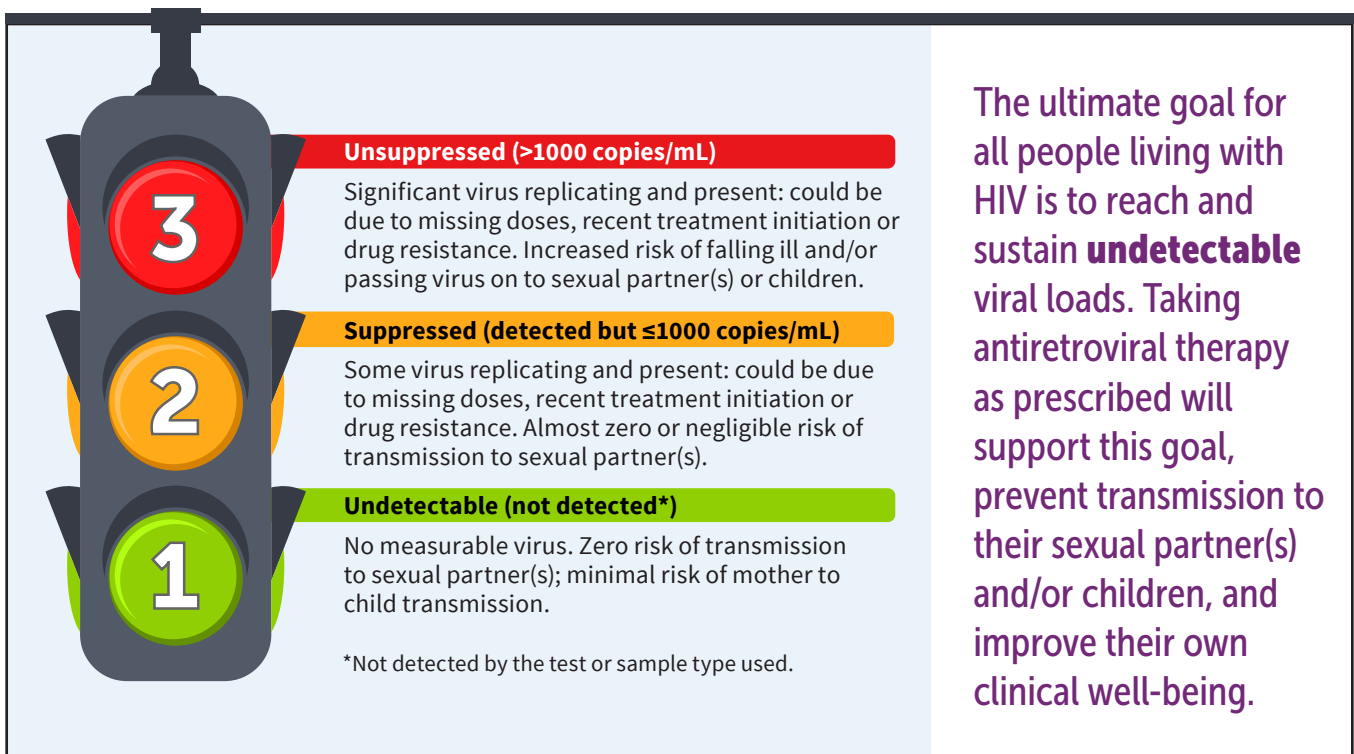 3
Unsuppressed (>1000 copies/mL)
Significant virus replicating and present: could be
due to missing doses, recent treatment initiation or
drug resistance. Increased risk of falling ill and/or
passing virus on to sexual partner(s) or children.
2
Suppressed (detected but ≤1000 copies/mL)
Some virus replicating and present: could be due
to missing doses, recent treatment initiation or
drug resistance. Almost zero or negligible risk of
transmission to sexual partner(s).
1
Undetectable (not detected*)
No measurable virus. Zero risk of transmission
to sexual partner(s); minimal risk of mother to
child transmission.
*Not detected by the test or sample type used.
The ultimate goal for
all people living with
HIV is to reach and
sustain undetectable
viral loads. Taking
antiretroviral therapy
as prescribed will
support this goal,
prevent transmission to
their sexual partner(s)
and/or children, and
improve their own
clinical well-being.